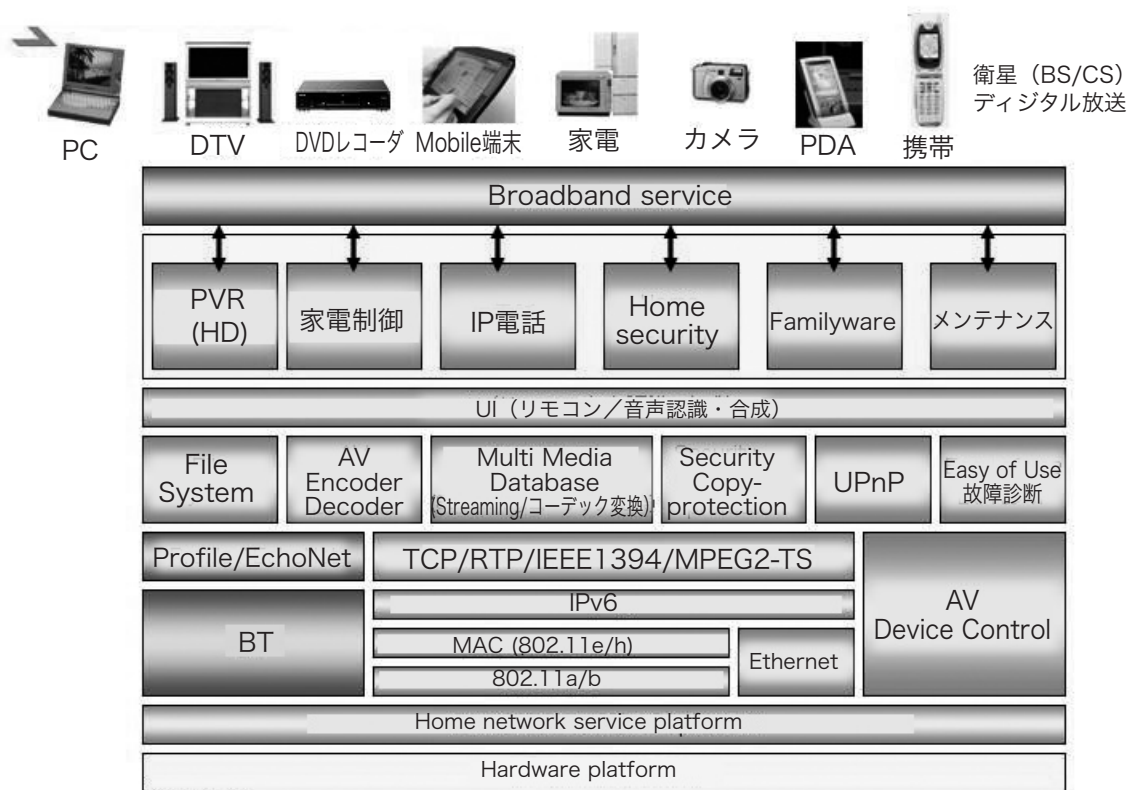 衛星（BS/CS）
ディジタル放送
PC
DTV
DVDレコーダ
Mobile端末
家電
カメラ
PDA
携帯
Broadband service
PVR
(HD)
家電制御
IP電話
Home
security
Familyware
メンテナンス
UI（リモコン／音声認識・合成）
File
System
AV
Encoder
Decoder
Multi Media
Database
(Streaming/コーデック変換)
Security
Copy-
protection
UPnP
Easy of Use
故障診断
Profile/EchoNet
TCP/RTP/IEEE1394/MPEG2-TS
AV
Device Control
IPv6
BT
MAC (802.11e/h)
Ethernet
802.11a/b
Home network service platform
Hardware platform